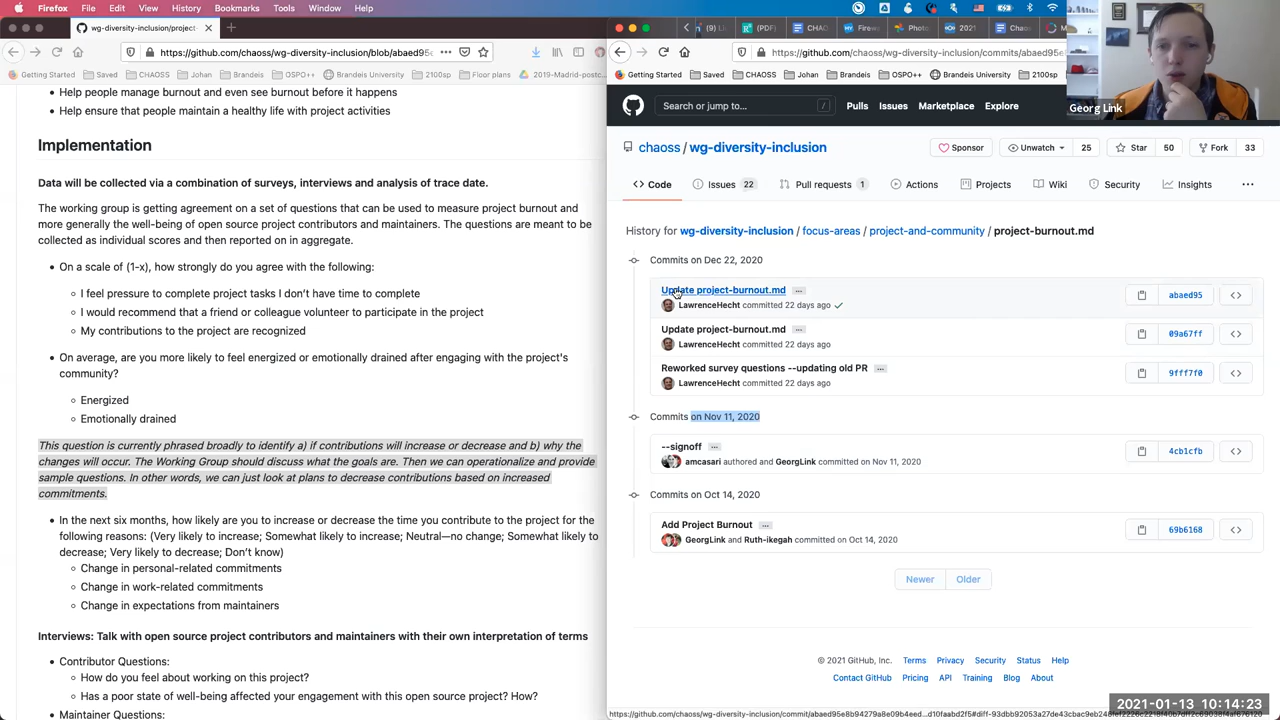 Firefox File Edit View History Bookmarks Tools Window Help
wg-diversity-inclusion/project
https://github.com/chaoss/wg-diversity-inclusion/blob/abaed95
Getting Started Saved CHAOSS Johan Brandeis OSPO++ Brandeis University 2100sp Floor plans 2019-Madrid-postc
Help people manage burnout and even see burnout before it happens
Help ensure that people maintain a healthy life with project activities
Implementation
Data will be collected via a combination of surveys, interviews and analysis of trace date.
The working group is getting agreement on a set of questions that can be used to measure project burnout and
more generally the well-being of open source project contributors and maintainers. The questions are meant to be
collected as individual scores and then reported on in aggregate.
On a scale of (1-x), how strongly do you agree with the following:
I feel pressure to complete project tasks I don't have time to complete
I would recommend that a friend or colleague volunteer to participate in the project
My contributions to the project are recognized
On average, are you more likely to feel energized or emotionally drained after engaging with the project's
community?
Energized
Emotionally drained
This question is currently phrased broadly to identify a) if contributions will increase or decrease and b) why the
changes will occur. The Working Group should discuss what the goals are. Then we can operationalize and provide
sample questions. In other words, we can just look at plans to decrease contributions based on increased
commitments.
In the next six months, how likely are you to increase or decrease the time you contribute to the project for the
following reasons: (Very likely to increase; Somewhat likely to increase; Neutral—no change; Somewhat likely to
decrease; Very likely to decrease; Don't know)
Change in personal-related commitments
Change in work-related commitments
Change in expectations from maintainers
Interviews: Talk with open source project contributors and maintainers with their own interpretation of terms
Contributor Questions:
How do you feel about working on this project?
Has a poor state of well-being affected your engagement with this open source project? How?
Maintainer Questions:
(PDF) CHAO Firew Photo 2021 Chaos
https://github.com/chaoss/wg-diversity-inclusion/commits/abaed95
Getting Started Saved CHAOSS Johan Brandeis OSPO++ Brandeis University 2100sp
Georg Link
Search or jump to... / Pulls Issues Marketplace Explore
chaoss / wg-diversity-inclusion Sponsor Unwatch 25 Star 50 Fork 33
Code Issues 22 Pull requests 1 Actions Projects Wiki Security Insights
History for wg-diversity-inclusion / focus-areas / project-and-community / project-burnout.md
Commits on Dec 22, 2020
Update project-burnout.md
LawrenceHecht committed 22 days ago
abaed95
Update project-burnout.md
LawrenceHecht committed 22 days ago
09a67ff
Reworked survey questions --updating old PR
LawrenceHecht committed 22 days ago
9fff7f0
Commits on Nov 11, 2020
--signoff
amcasari authored and GeorgLink committed on Nov 11, 2020
4cb1cfb
Commits on Oct 14, 2020
Add Project Burnout
GeorgLink and Ruth-ikegah committed on Oct 14, 2020
69b6168
Newer Older
© 2021 GitHub, Inc. Terms Privacy Security Status Help
Contact GitHub Pricing API Training Blog About
2021-01-13 10:14:23